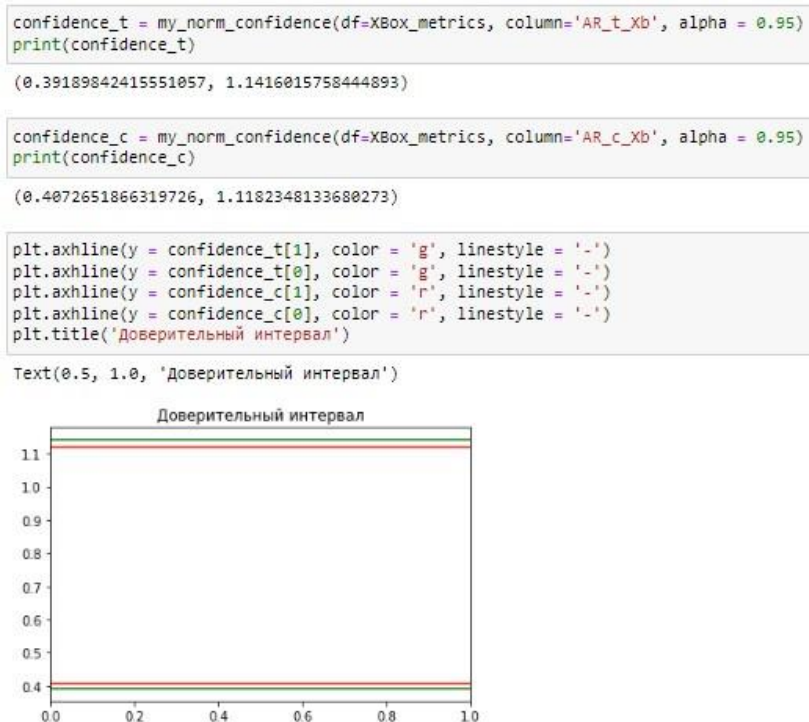 confidence_t = my_norm_confidence(df=XBox_metrics, column='AR_t_Xb', alpha = 0.95)
print(confidence_t)
(0.39189842415551057, 1.1416015758444893)
confidence_c = my_norm_confidence(df=XBox_metrics, column='AR_c_Xb', alpha = 0.95)
print(confidence_c)
(0.4072651866319726, 1.1182348133680273)
plt.axhline(y = confidence_t[1], color = 'g', linestyle = '-')
plt.axhline(y = confidence_t[0], color = 'g', linestyle = '-')
plt.axhline(y = confidence_c[1], color = 'r', linestyle = '-')
plt.axhline(y = confidence_c[0], color = 'r', linestyle = '-')
plt.title('Доверительный интервал')
Text(0.5, 1.0, 'Доверительный интервал')
Доверительный интервал
1.1
1.0
0.9
0.8
0.7
0.6
0.5
0.4
0.0 0.2 0.4 0.6 0.8 1.0